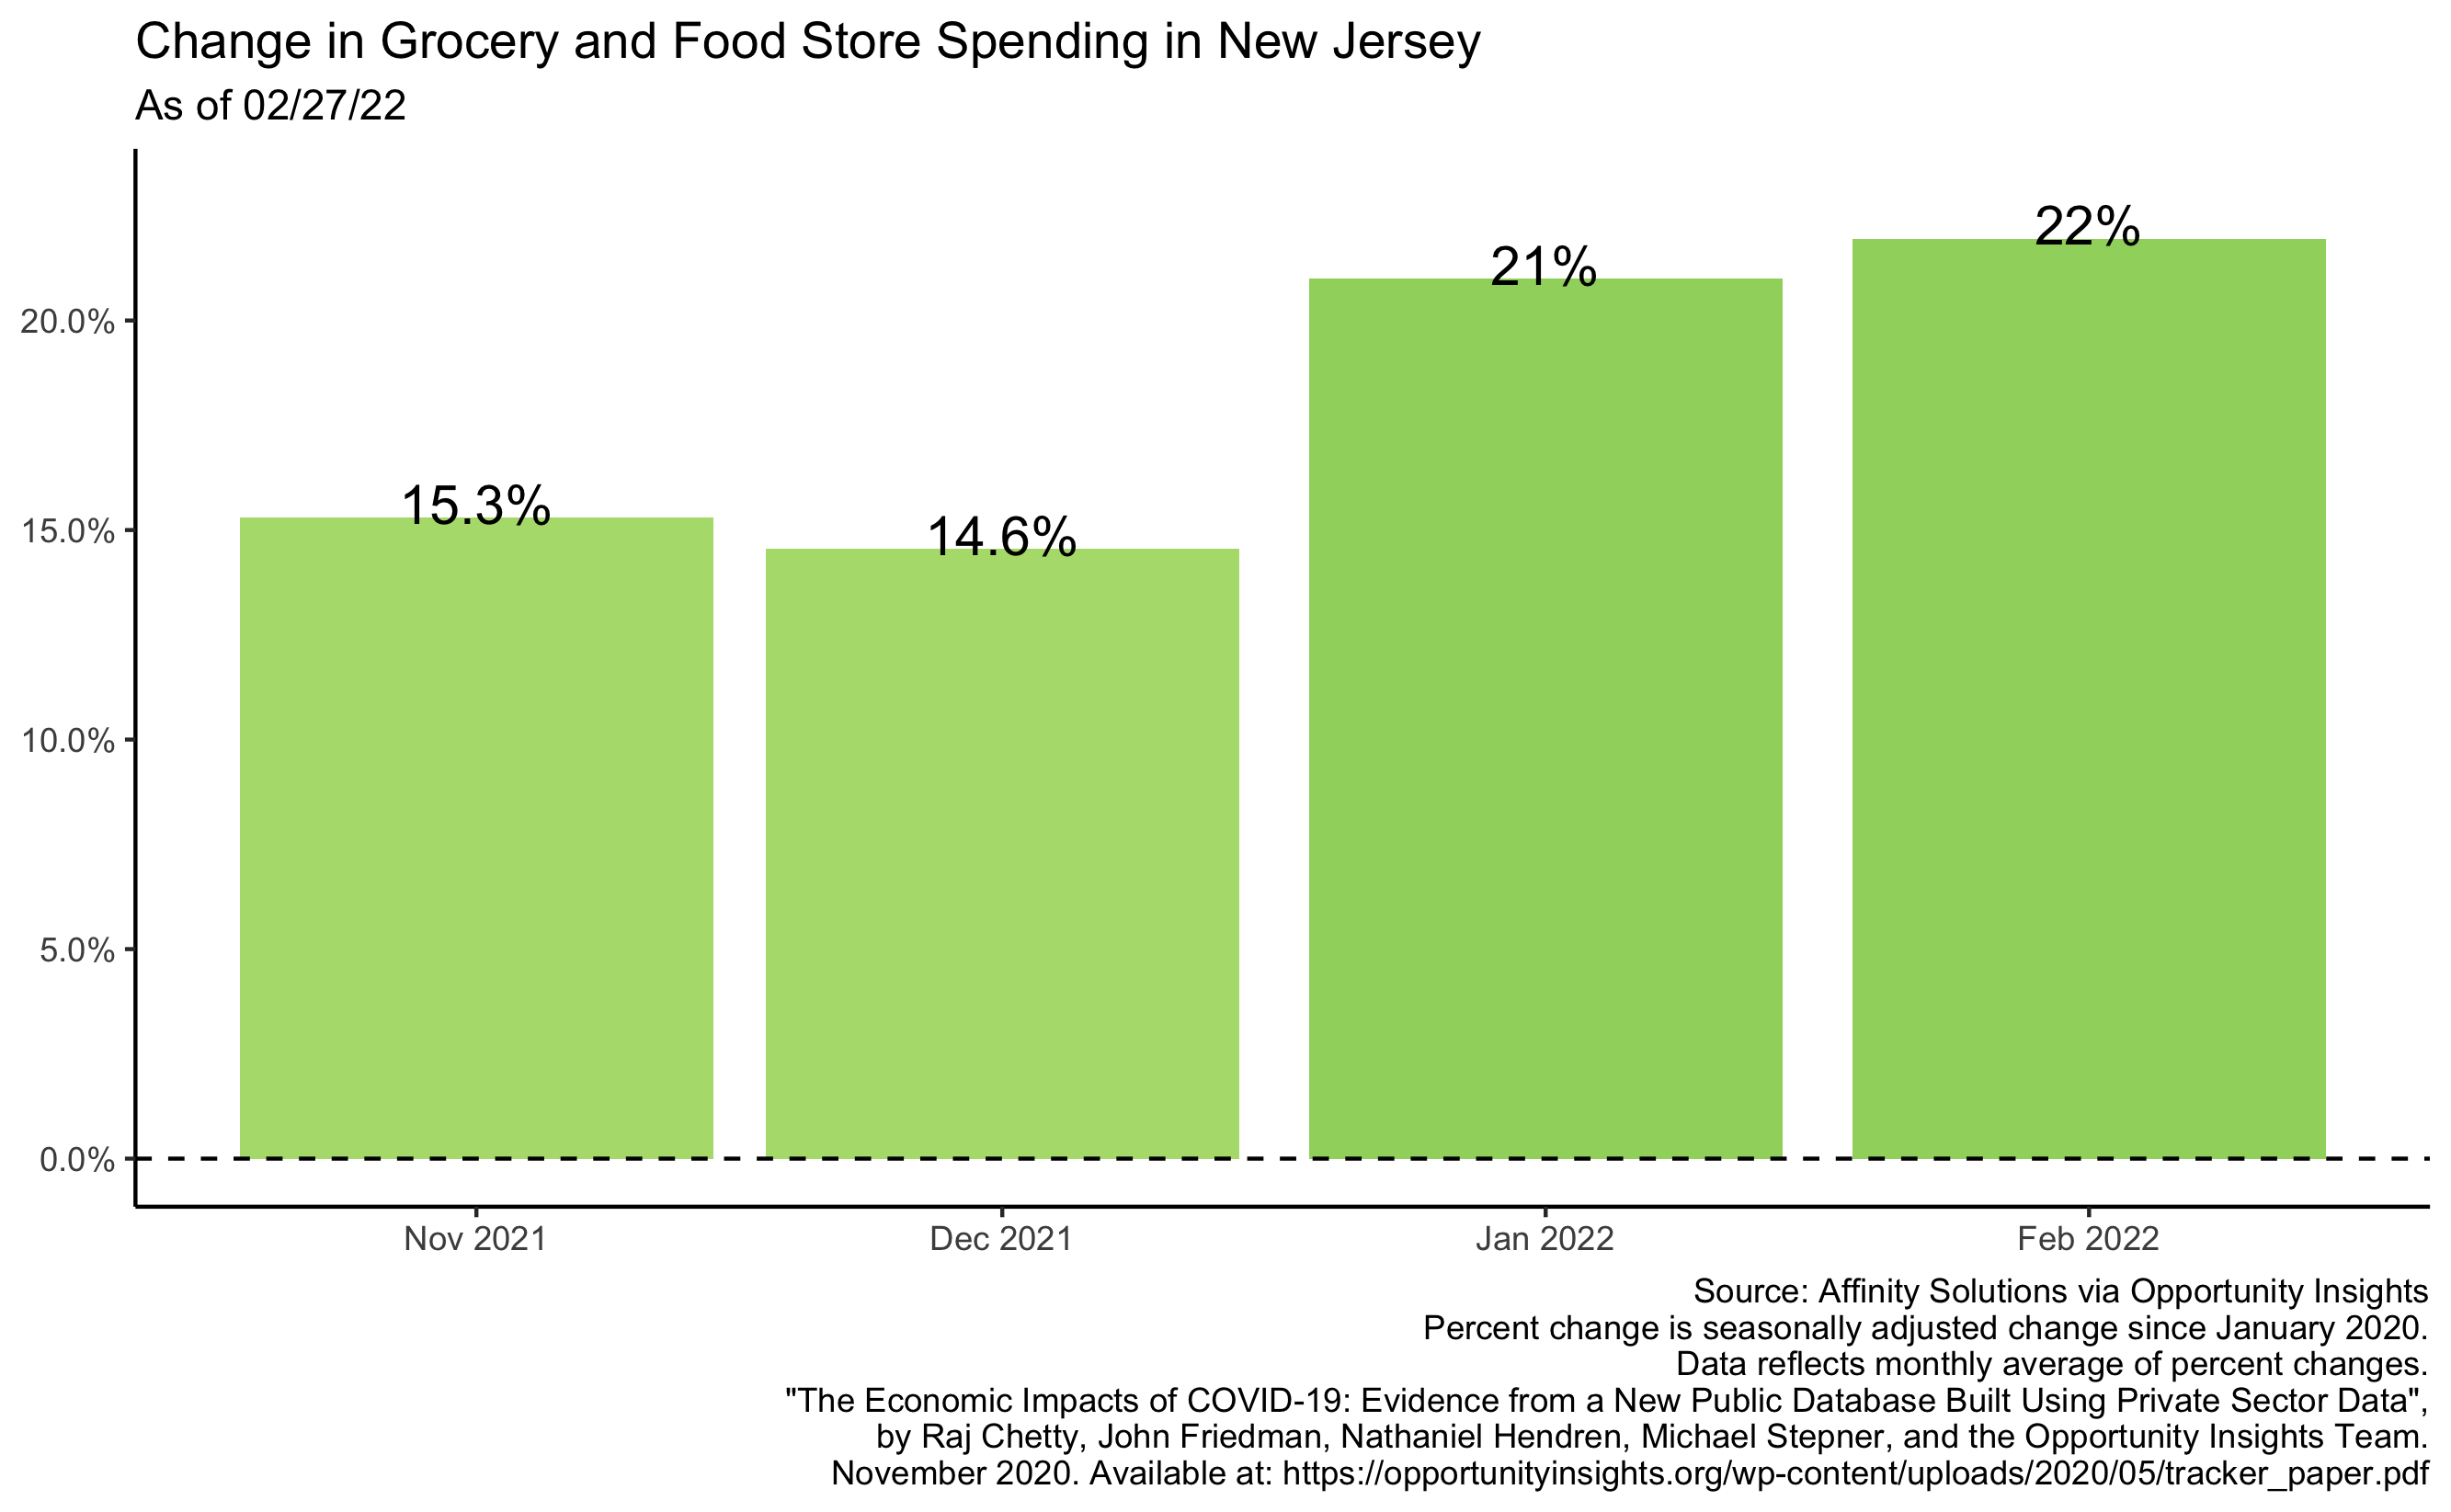 Change in Grocery and Food Store Spending in New Jersey
As of 02/27/22
20.0%
15.0%
10.0%
5.0%
0.0%
15.3%
14.6%
21%
22%
Nov 2021
Dec 2021
Jan 2022
Feb 2022
Source: Affinity Solutions via Opportunity Insights
Percent change is seasonally adjusted change since January 2020.
Data reflects monthly average of percent changes.
"The Economic Impacts of COVID-19: Evidence from a New Public Database Built Using Private Sector Data",
by Raj Chetty, John Friedman, Nathaniel Hendren, Michael Stepner, and the Opportunity Insights Team.
November 2020. Available at: https://opportunityinsights.org/wp-content/uploads/2020/05/tracker_paper.pdf